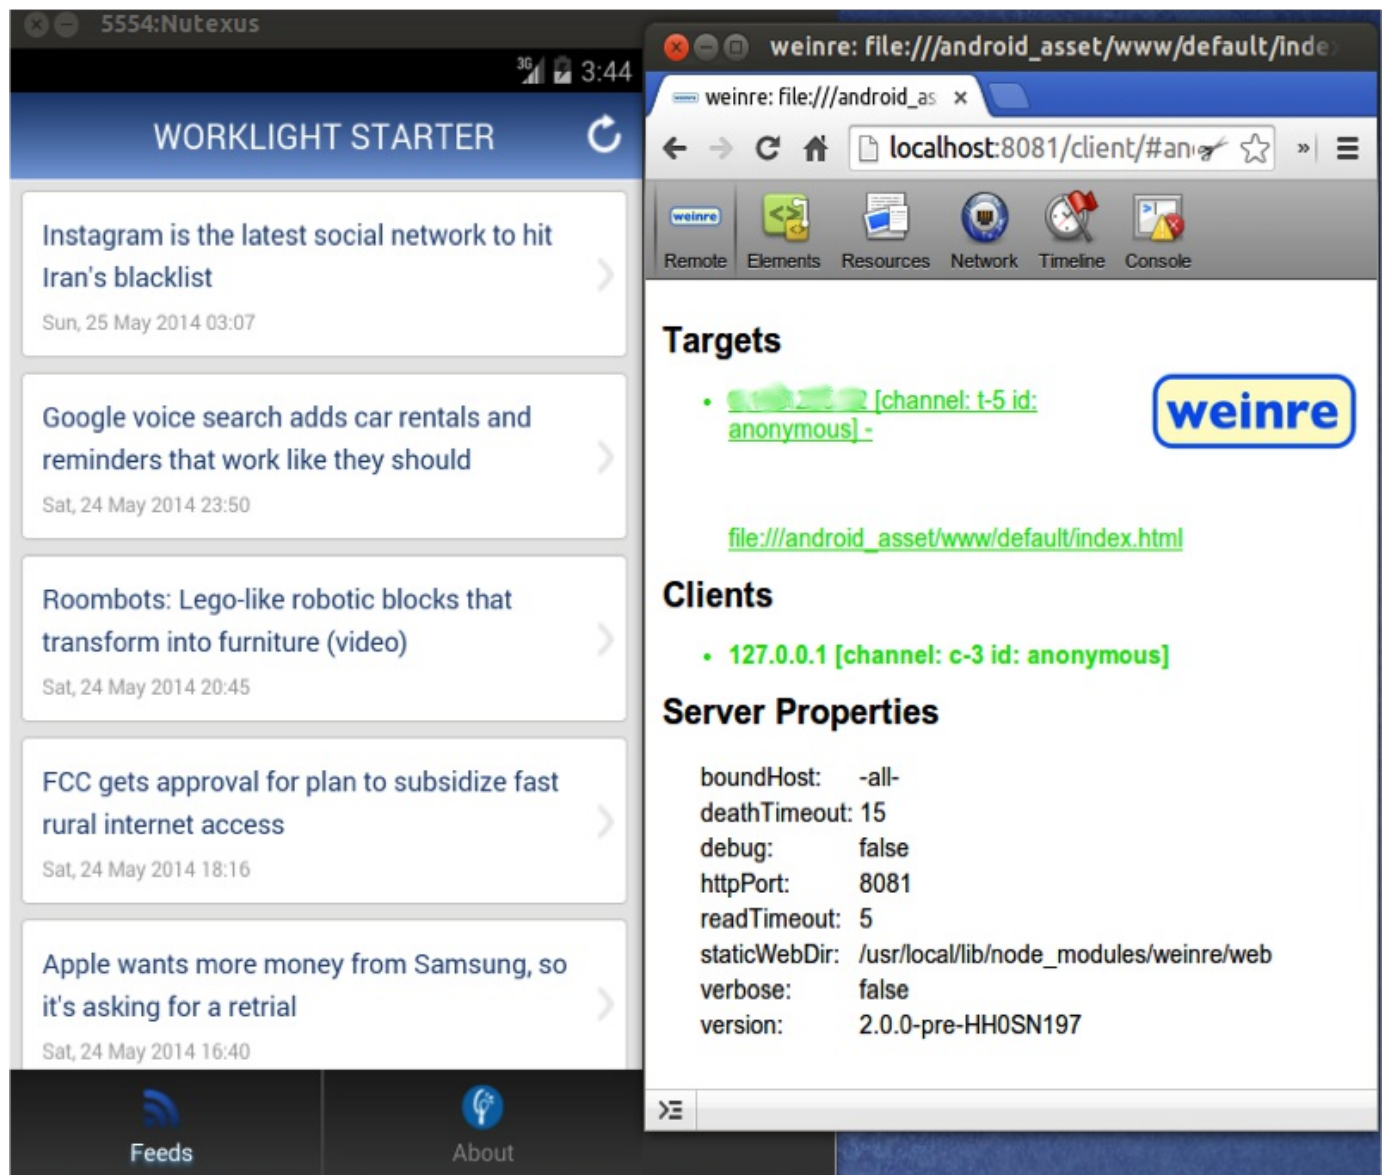 5554:Nutexus
3G 3:44
WORKLIGHT STARTER
Instagram is the latest social network to hit
Iran's blacklist
Sun, 25 May 2014 03:07
Google voice search adds car rentals and
reminders that work like they should
Sat, 24 May 2014 23:50
Roombots: Lego-like robotic blocks that
transform into furniture (video)
Sat, 24 May 2014 20:45
FCC gets approval for plan to subsidize fast
rural internet access
Sat, 24 May 2014 18:16
Apple wants more money from Samsung, so
it's asking for a retrial
Sat, 24 May 2014 16:40
Feeds About
weinre: file:///android_asset/www/default/inde
weinre: file:///android_as
localhost:8081/client/#an
weinre
Remote Elements Resources Network Timeline Console
Targets
[channel: t-5 id:
anonymous] -
weinre
file:///android_asset/www/default/index.html
Clients
127.0.0.1 [channel: c-3 id: anonymous]
Server Properties
boundHost: -all-
deathTimeout: 15
debug: false
httpPort: 8081
readTimeout: 5
staticWebDir: /usr/local/lib/node_modules/weinre/web
verbose: false
version: 2.0.0-pre-HH0SN197